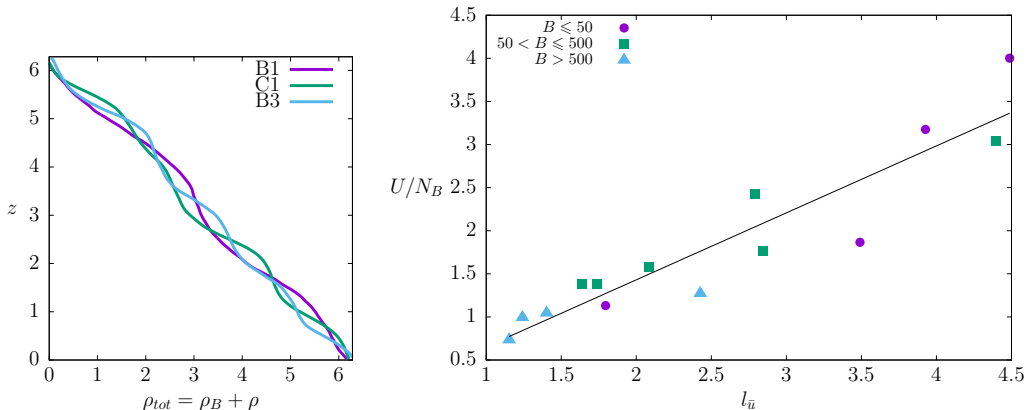 B1
C1
B3
6
5
4
3
2
1
0
z
0 1 2 3 4 5 6
ρ_tot = ρ_B + ρ
B ⩽ 50
50 < B ⩽ 500
B > 500
4.5
4
3.5
3
2.5
2
1.5
1
0.5
U/N_B
1 1.5 2 2.5 3 3.5 4 4.5
l_ū